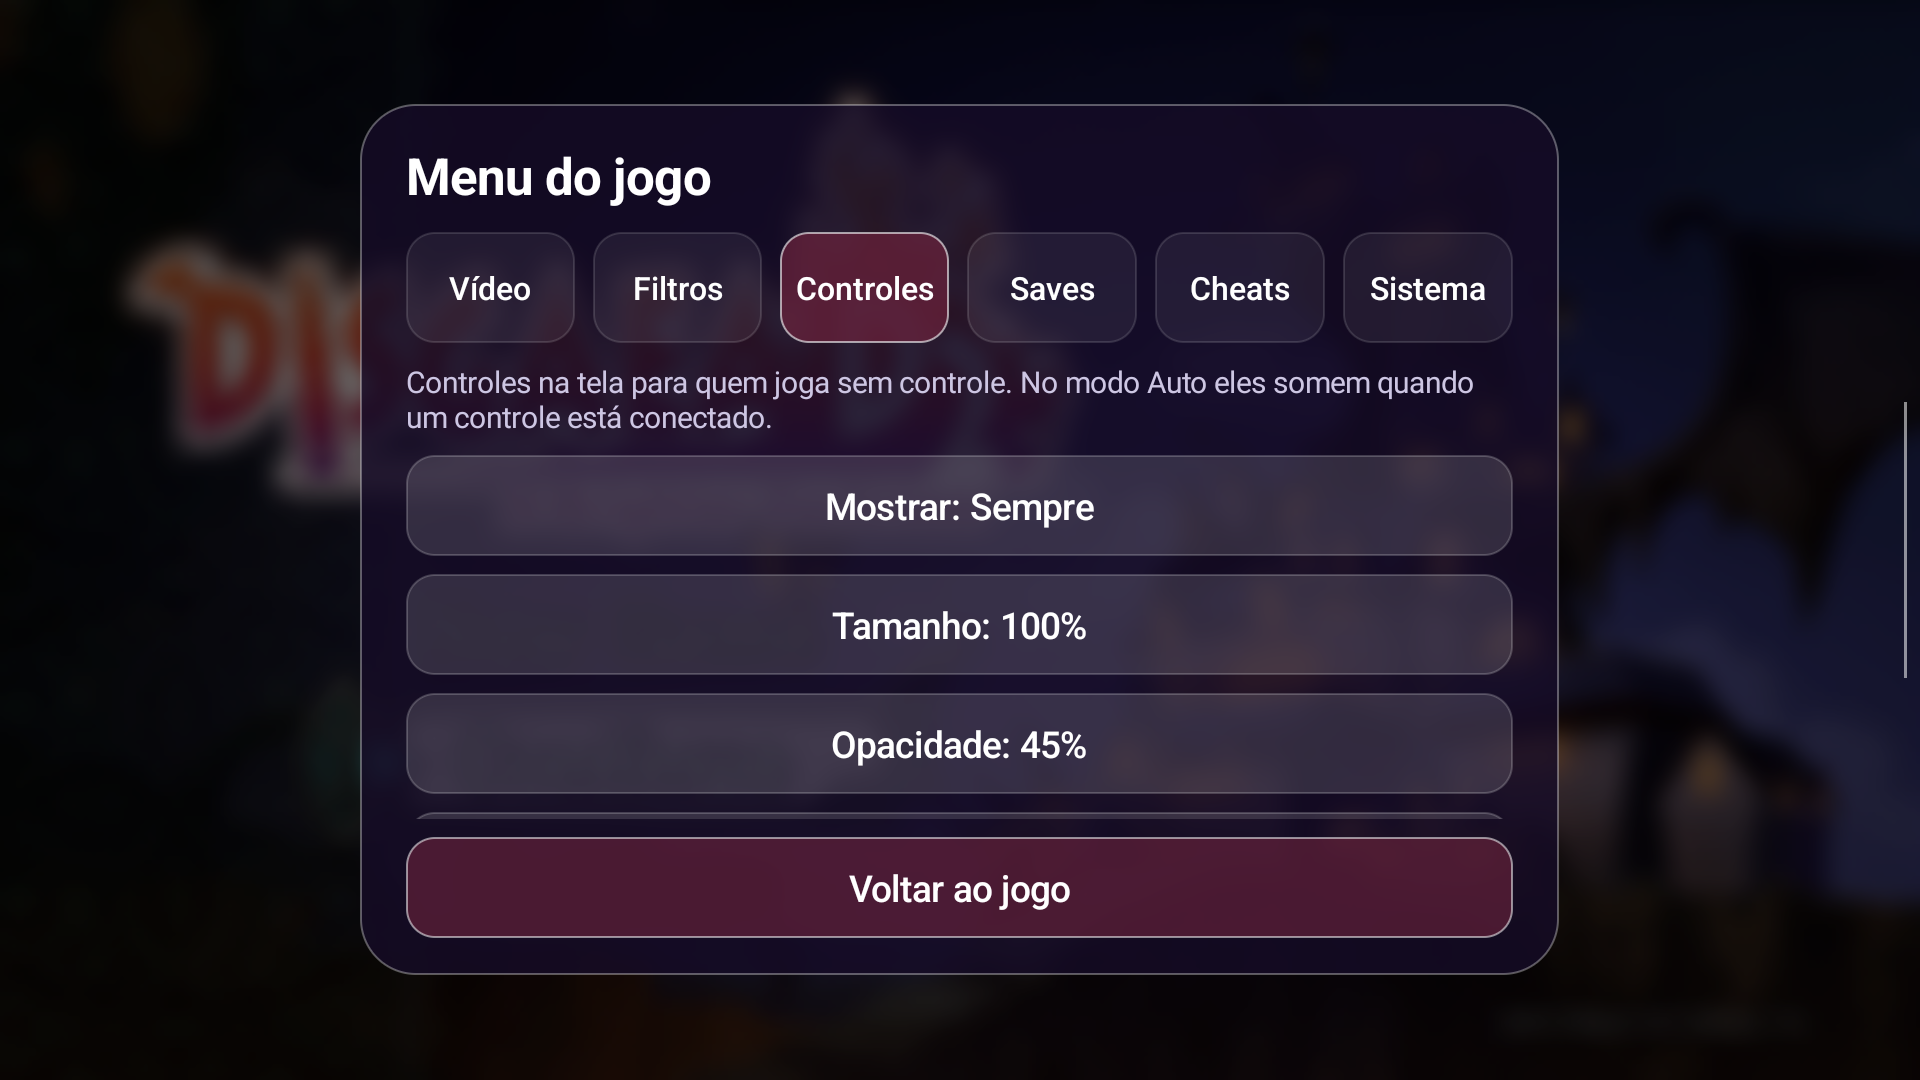 Menu do jogo
Vídeo
Filtros
Controles
Saves
Cheats
Sistema
Controles na tela para quem joga sem controle. No modo Auto eles somem quando
um controle está conectado.
Mostrar: Sempre
Tamanho: 100%
Opacidade: 45%
Voltar ao jogo